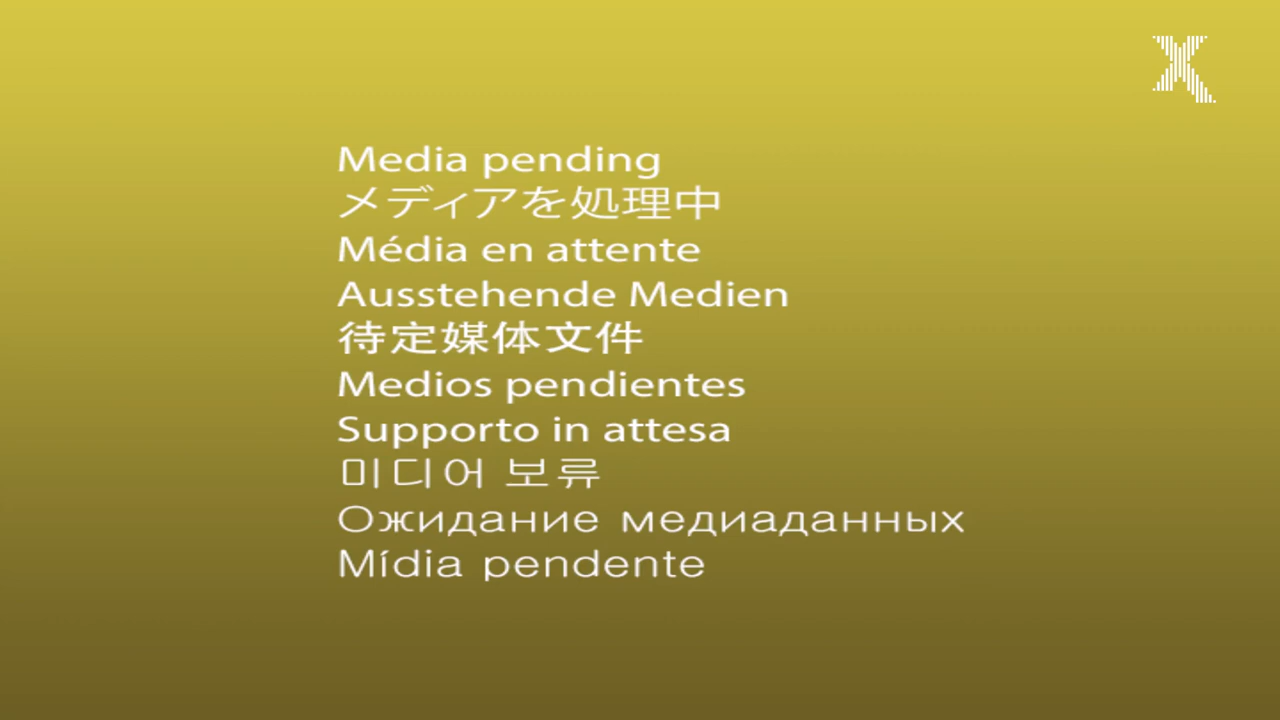 Media pending
メディアを処理中
Média en attente
Ausstehende Medien
待定媒体文件
Medios pendientes
Supporto in attesa
미디어 보류
Ожидание медиаданных
Mídia pendente